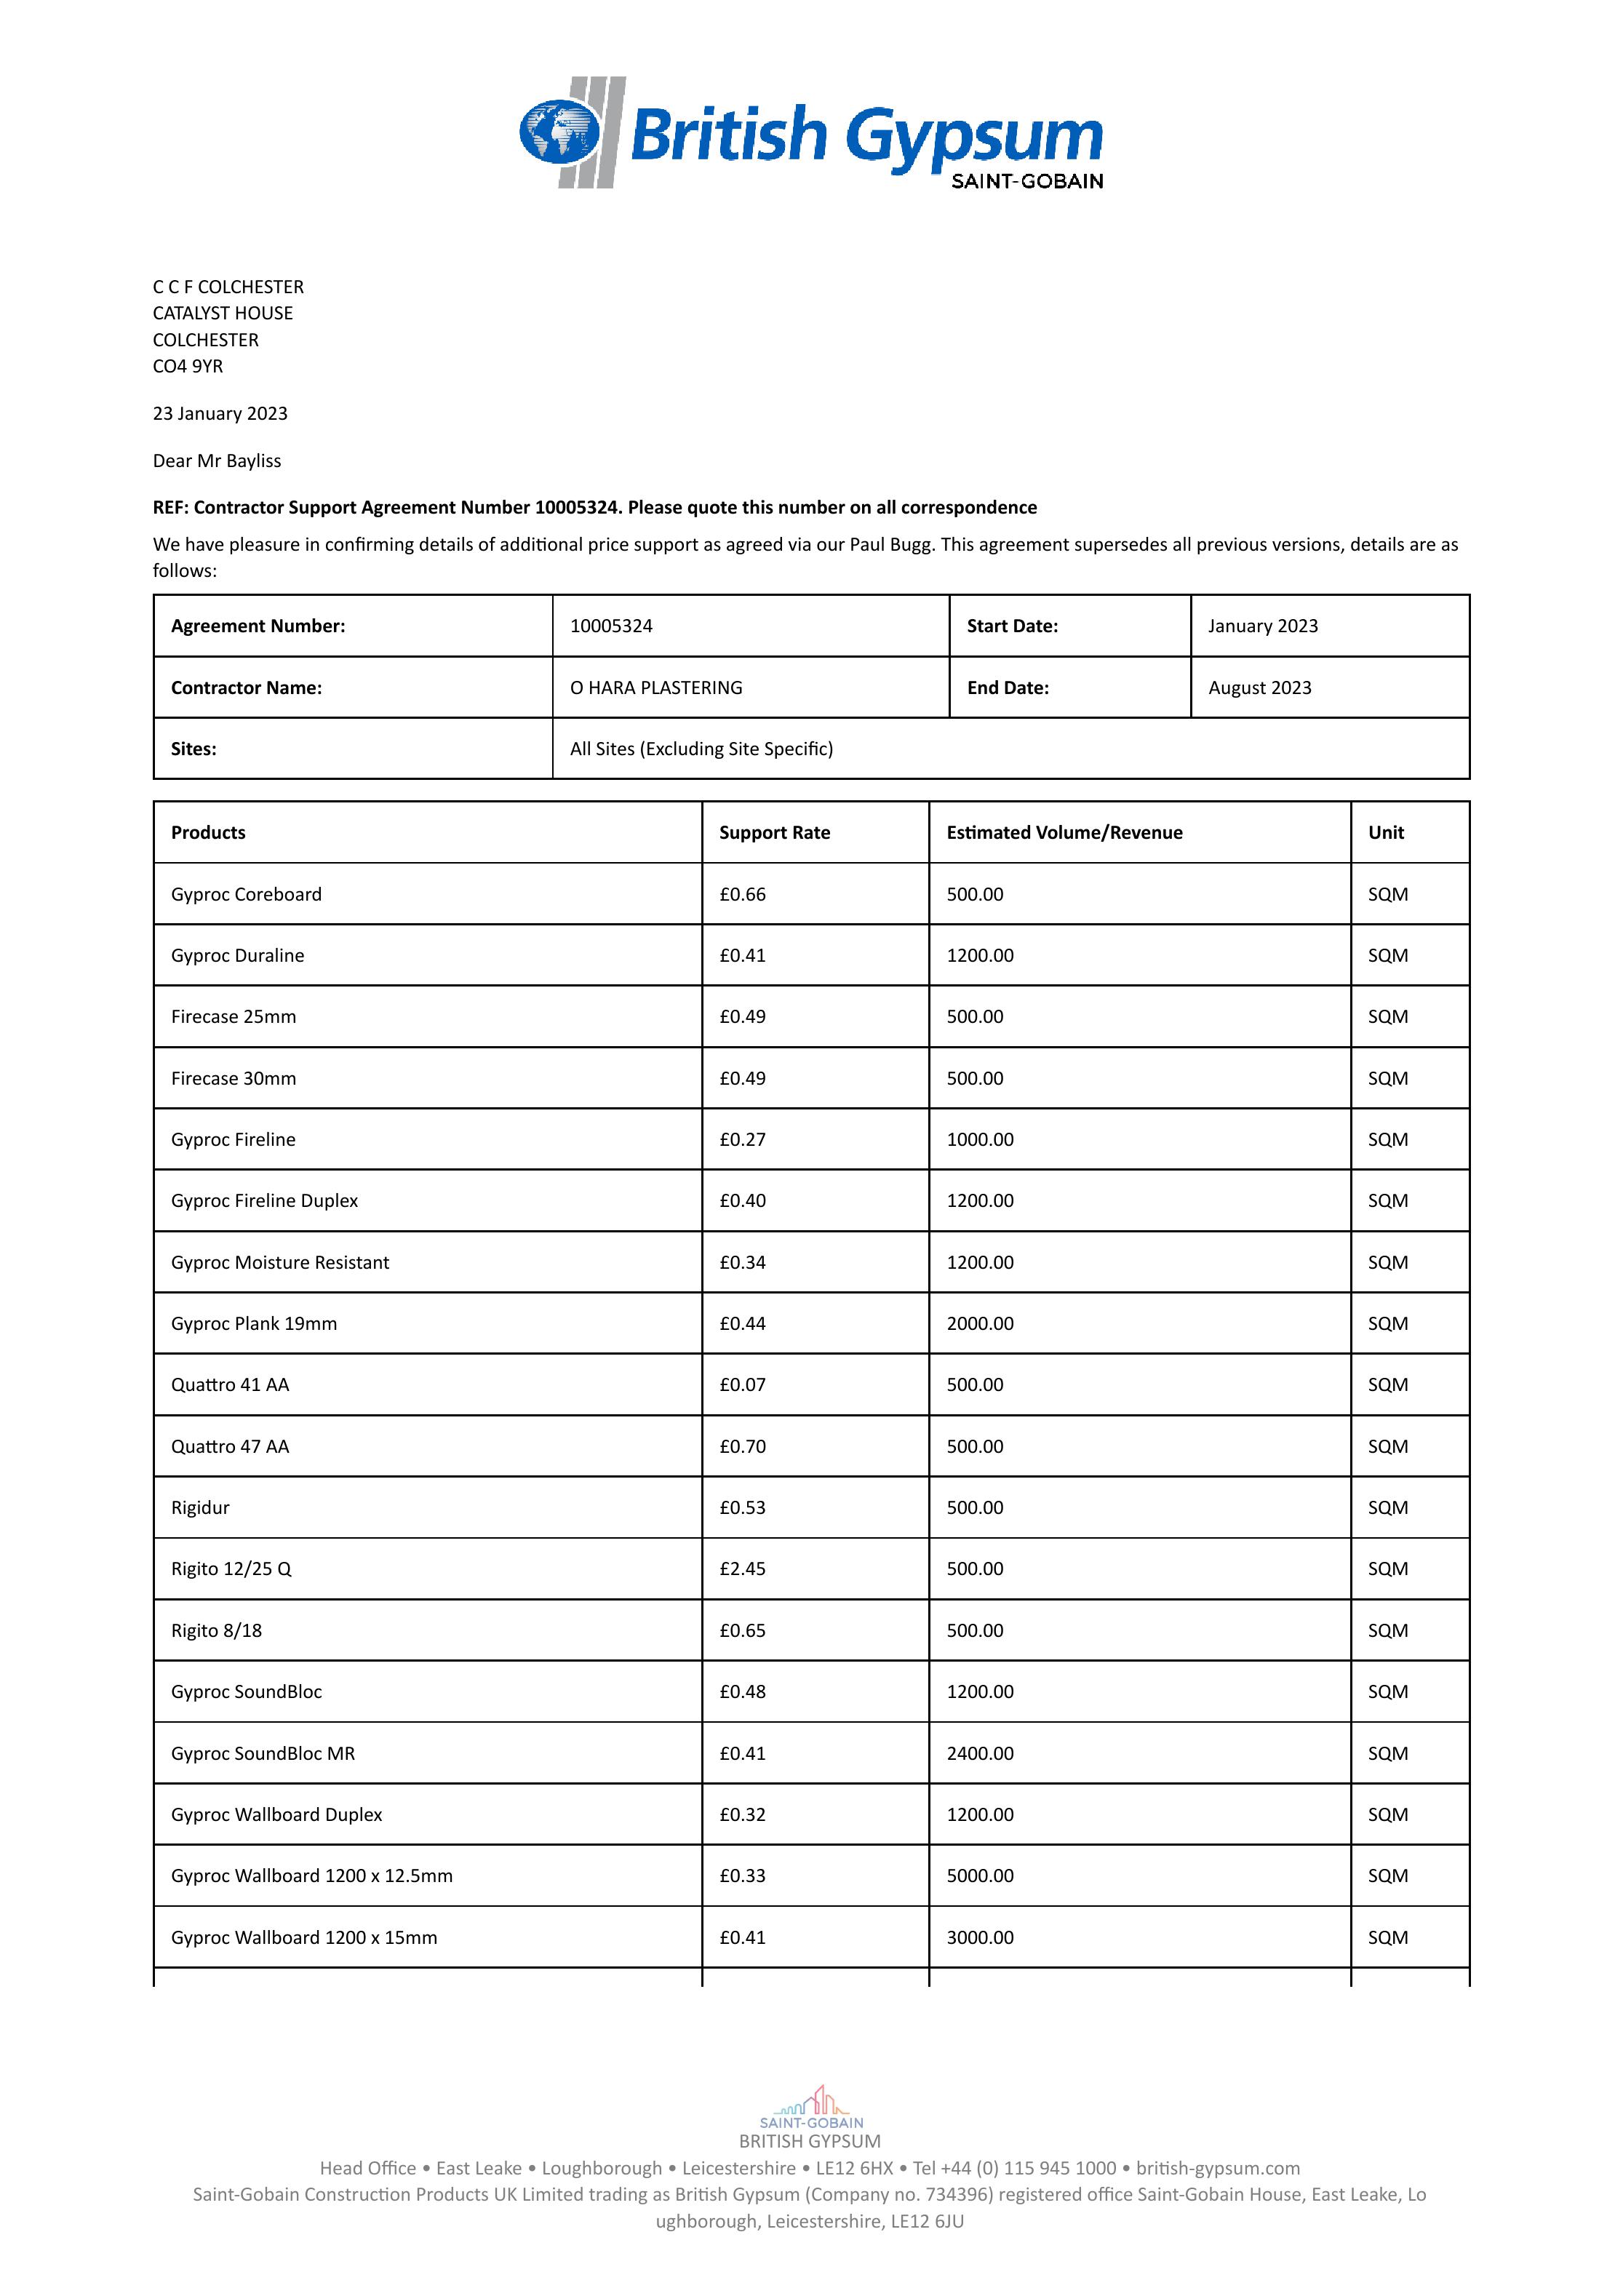 British Gypsum
SAINT-GOBAIN
C C F COLCHESTER
CATALYST HOUSE
COLCHESTER
CO4 9YR
23 January 2023
Dear Mr Bayliss
REF: Contractor Support Agreement Number 10005324. Please quote this number on all correspondence
We have pleasure in confirming details of additional price support as agreed via our Paul Bugg. This agreement supersedes all previous versions, details are as
follows:
Agreement Number: 10005324 Start Date: January 2023
Contractor Name: O HARA PLASTERING End Date: August 2023
Sites: All Sites (Excluding Site Specific)
Products Support Rate Estimated Volume/Revenue Unit
Gyproc Coreboard £0.66 500.00 SQM
Gyproc Duraline £0.41 1200.00 SQM
Firecase 25mm £0.49 500.00 SQM
Firecase 30mm £0.49 500.00 SQM
Gyproc Fireline £0.27 1000.00 SQM
Gyproc Fireline Duplex £0.40 1200.00 SQM
Gyproc Moisture Resistant £0.34 1200.00 SQM
Gyproc Plank 19mm £0.44 2000.00 SQM
Quattro 41 AA £0.07 500.00 SQM
Quattro 47 AA £0.70 500.00 SQM
Rigidur £0.53 500.00 SQM
Rigito 12/25 Q £2.45 500.00 SQM
Rigito 8/18 £0.65 500.00 SQM
Gyproc SoundBloc £0.48 1200.00 SQM
Gyproc SoundBloc MR £0.41 2400.00 SQM
Gyproc Wallboard Duplex £0.32 1200.00 SQM
Gyproc Wallboard 1200 x 12.5mm £0.33 5000.00 SQM
Gyproc Wallboard 1200 x 15mm £0.41 3000.00 SQM
SAINT-GOBAIN
BRITISH GYPSUM
Head Office • East Leake • Loughborough • Leicestershire • LE12 6HX • Tel +44 (0) 115 945 1000 • british-gypsum.com
Saint-Gobain Construction Products UK Limited trading as British Gypsum (Company no. 734396) registered office Saint-Gobain House, East Leake, Lo
ughborough, Leicestershire, LE12 6JU